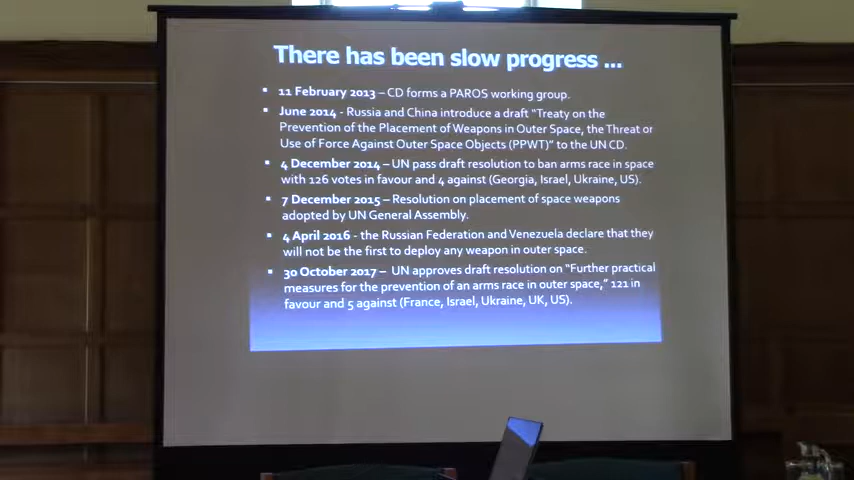 There has been slow progress ...
▪ 11 February 2013 – CD forms a PAROS working group.
▪ June 2014 - Russia and China introduce a draft “Treaty on the
Prevention of the Placement of Weapons in Outer Space, the Threat or
Use of Force Against Outer Space Objects (PPWT)” to the UN CD.
▪ 4 December 2014 – UN pass draft resolution to ban arms race in space
with 126 votes in favour and 4 against (Georgia, Israel, Ukraine, US).
▪ 7 December 2015 – Resolution on placement of space weapons
adopted by UN General Assembly.
▪ 4 April 2016 - the Russian Federation and Venezuela declare that they
will not be the first to deploy any weapon in outer space.
▪ 30 October 2017 – UN approves draft resolution on “Further practical
measures for the prevention of an arms race in outer space,” 121 in
favour and 5 against (France, Israel, Ukraine, UK, US).